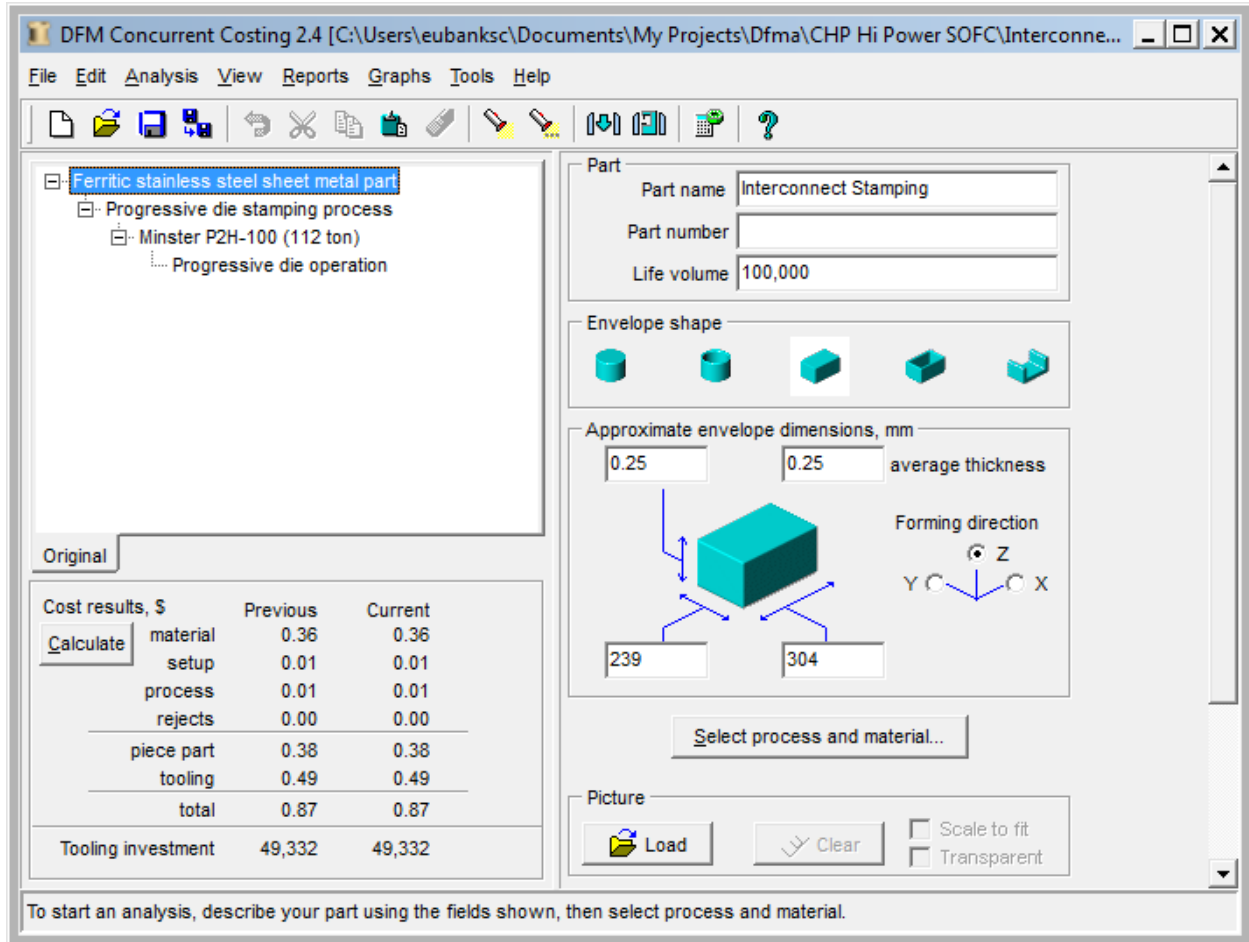 DFM Concurrent Costing 2.4 [C:\Users\eubanksc\Documents\My Projects\Dfma\CHP Hi Power SOFC\Interconne...
File Edit Analysis View Reports Graphs Tools Help
Ferritic stainless steel sheet metal part
Progressive die stamping process
Minster P2H-100 (112 ton)
Progressive die operation
Original
Cost results, $ Previous Current
Calculate
material 0.36 0.36
setup 0.01 0.01
process 0.01 0.01
rejects 0.00 0.00
piece part 0.38 0.38
tooling 0.49 0.49
total 0.87 0.87
Tooling investment 49,332 49,332
Part
Part name Interconnect Stamping
Part number
Life volume 100,000
Envelope shape
Approximate envelope dimensions, mm
0.25 0.25 average thickness
Forming direction
Z
Y X
239 304
Select process and material...
Picture
Load Clear Scale to fit
Transparent
To start an analysis, describe your part using the fields shown, then select process and material.